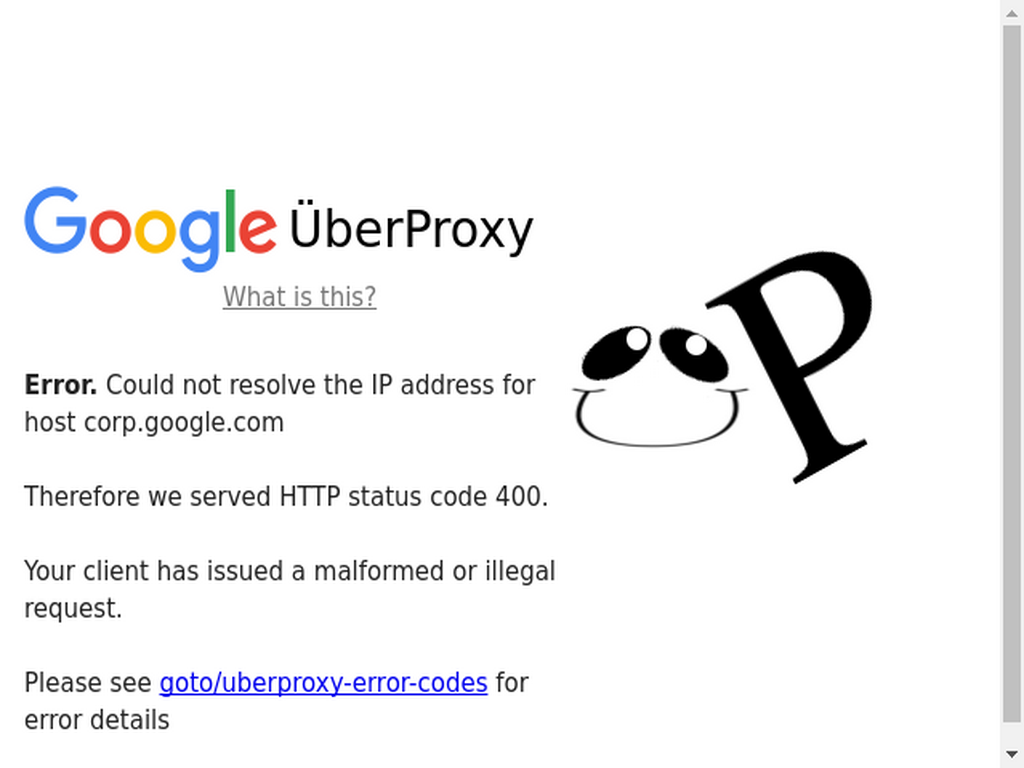 Google ÜberProxy
What is this?
Error. Could not resolve the IP address for
host corp.google.com
Therefore we served HTTP status code 400.
Your client has issued a malformed or illegal
request.
Please see goto/uberproxy-error-codes for
error details
P